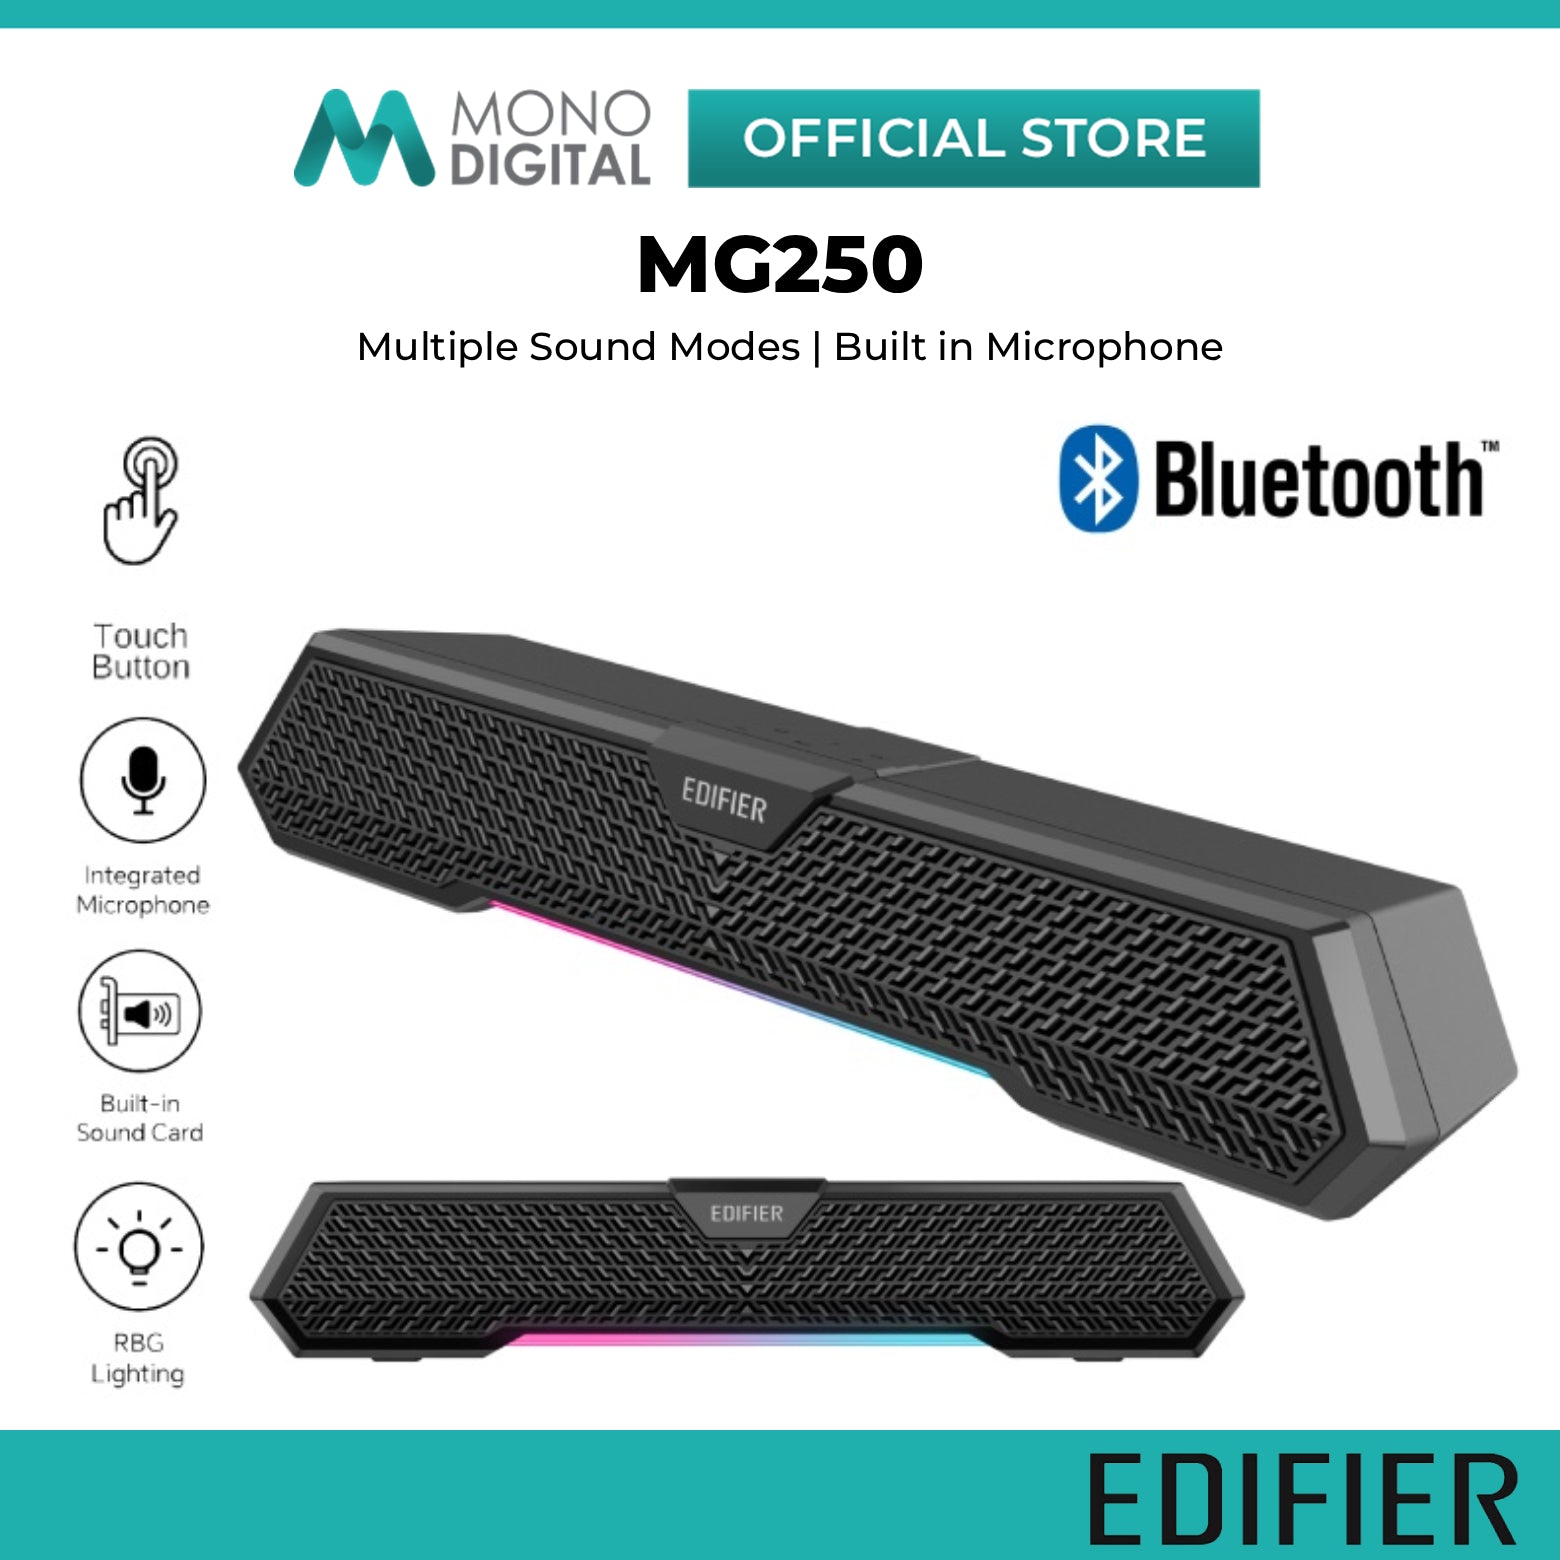 MONO
DIGITAL
OFFICIAL STORE
MG250
Multiple Sound Modes | Built in Microphone
Bluetooth™
Touch
Button
Integrated
Microphone
Built-in
Sound Card
RBG
Lighting
EDIFIER
EDIFIER
EDIFIER